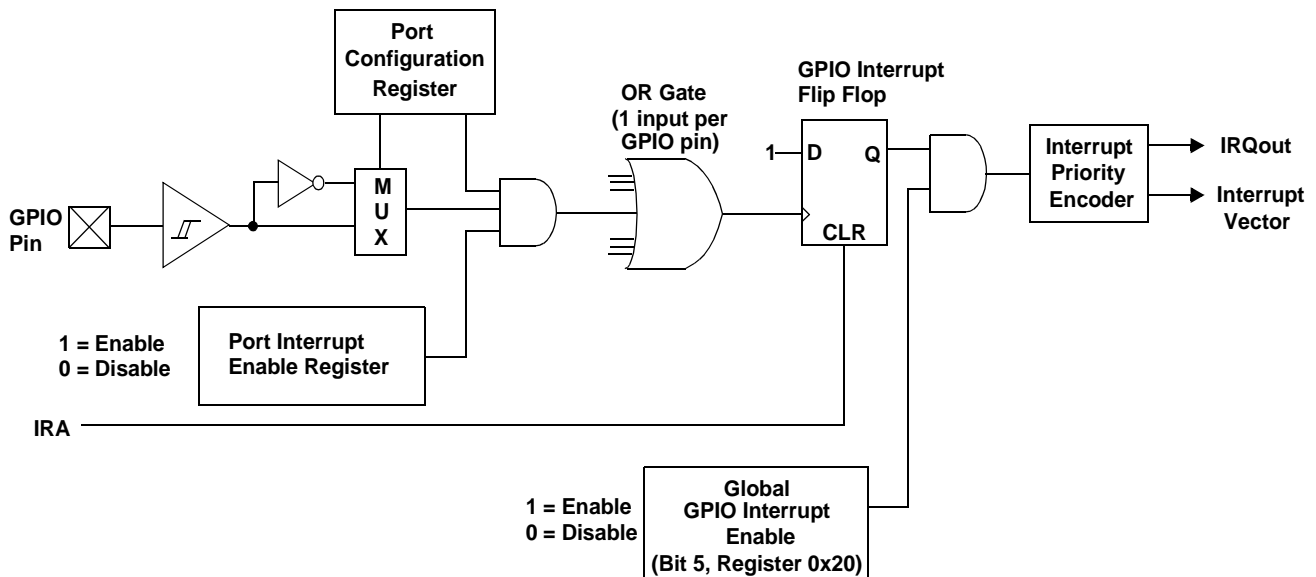 Port
Configuration
Register
GPIO Interrupt
Flip Flop
OR Gate
(1 input per
GPIO pin)
1
D
Q
CLR
Interrupt
Priority
Encoder
IRQout
Interrupt
Vector
GPIO
Pin
M
U
X
1 = Enable
0 = Disable
Port Interrupt
Enable Register
IRA
1 = Enable
0 = Disable
Global
GPIO Interrupt
Enable
(Bit 5, Register 0x20)